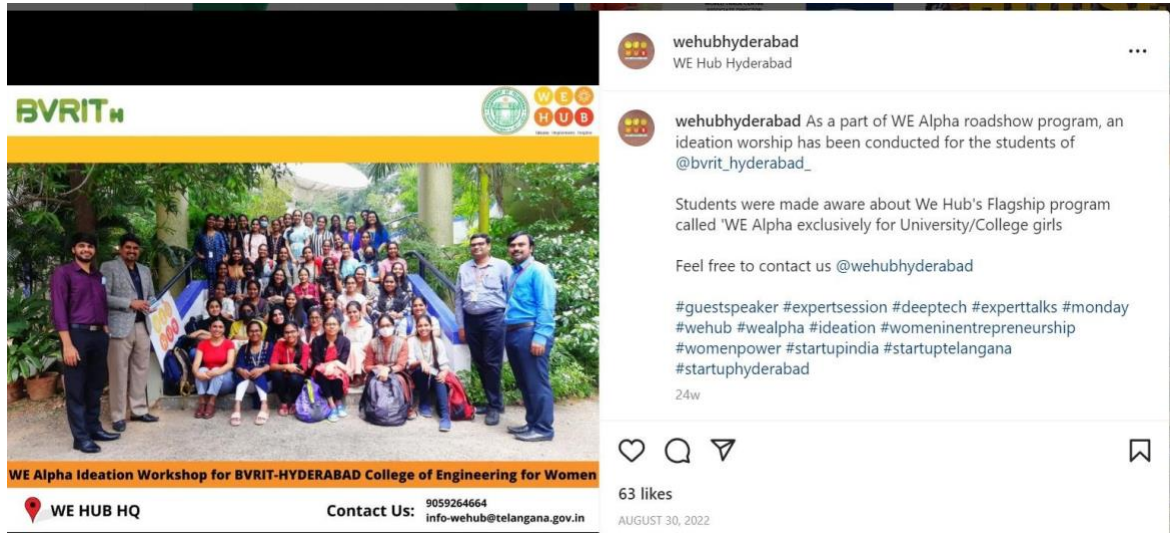 BVRITH
WE
HUB
WE Alpha Ideation Workshop for BVRIT-HYDERABAD College of Engineering for Women
WE HUB HQ
Contact Us: 9059264664
info-wehub@telangana.gov.in
wehubhyderabad
WE Hub Hyderabad
wehubhyderabad As a part of WE Alpha roadshow program, an
ideation worship has been conducted for the students of
@bvrit_hyderabad_
Students were made aware about We Hub's Flagship program
called 'WE Alpha exclusively for University/College girls
Feel free to contact us @wehubhyderabad
#guestspeaker #expertsession #deeptech #experttalks #monday
#wehub #wealpha #ideation #womeninentrepreneurship
#womenpower #startupindia #startuptelangana
#startuphyderabad
24w
63 likes
AUGUST 30, 2022